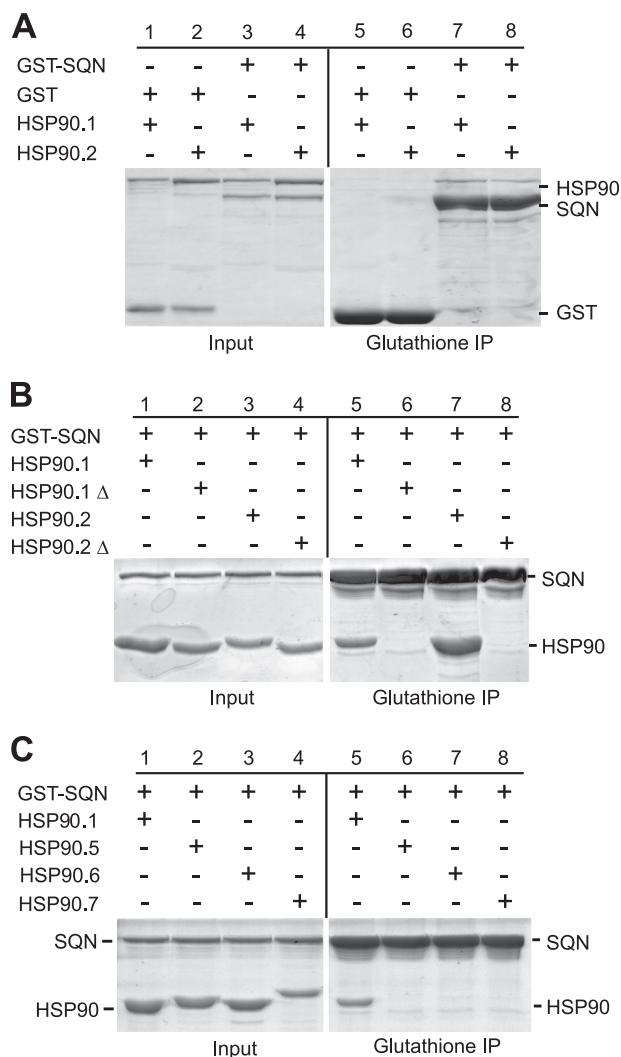 A
1 2 3 4 5 6 7 8
GST-SQN - - + + - - + +
GST + + - - + + - -
HSP90.1 + - + - + - + -
HSP90.2 - + - + - + - +
HSP90
SQN
GST
Input Glutathione IP
B
1 2 3 4 5 6 7 8
GST-SQN + + + + + + + +
HSP90.1 + - - - + - - -
HSP90.1 Δ - + - - - + - -
HSP90.2 - - + - - - + -
HSP90.2 Δ - - - + - - - +
SQN
HSP90
Input Glutathione IP
C
1 2 3 4 5 6 7 8
GST-SQN + + + + + + + +
HSP90.1 + - - - + - - -
HSP90.5 - + - - - + - -
HSP90.6 - - + - - - + -
HSP90.7 - - - + - - - +
SQN SQN
HSP90 HSP90
Input Glutathione IP